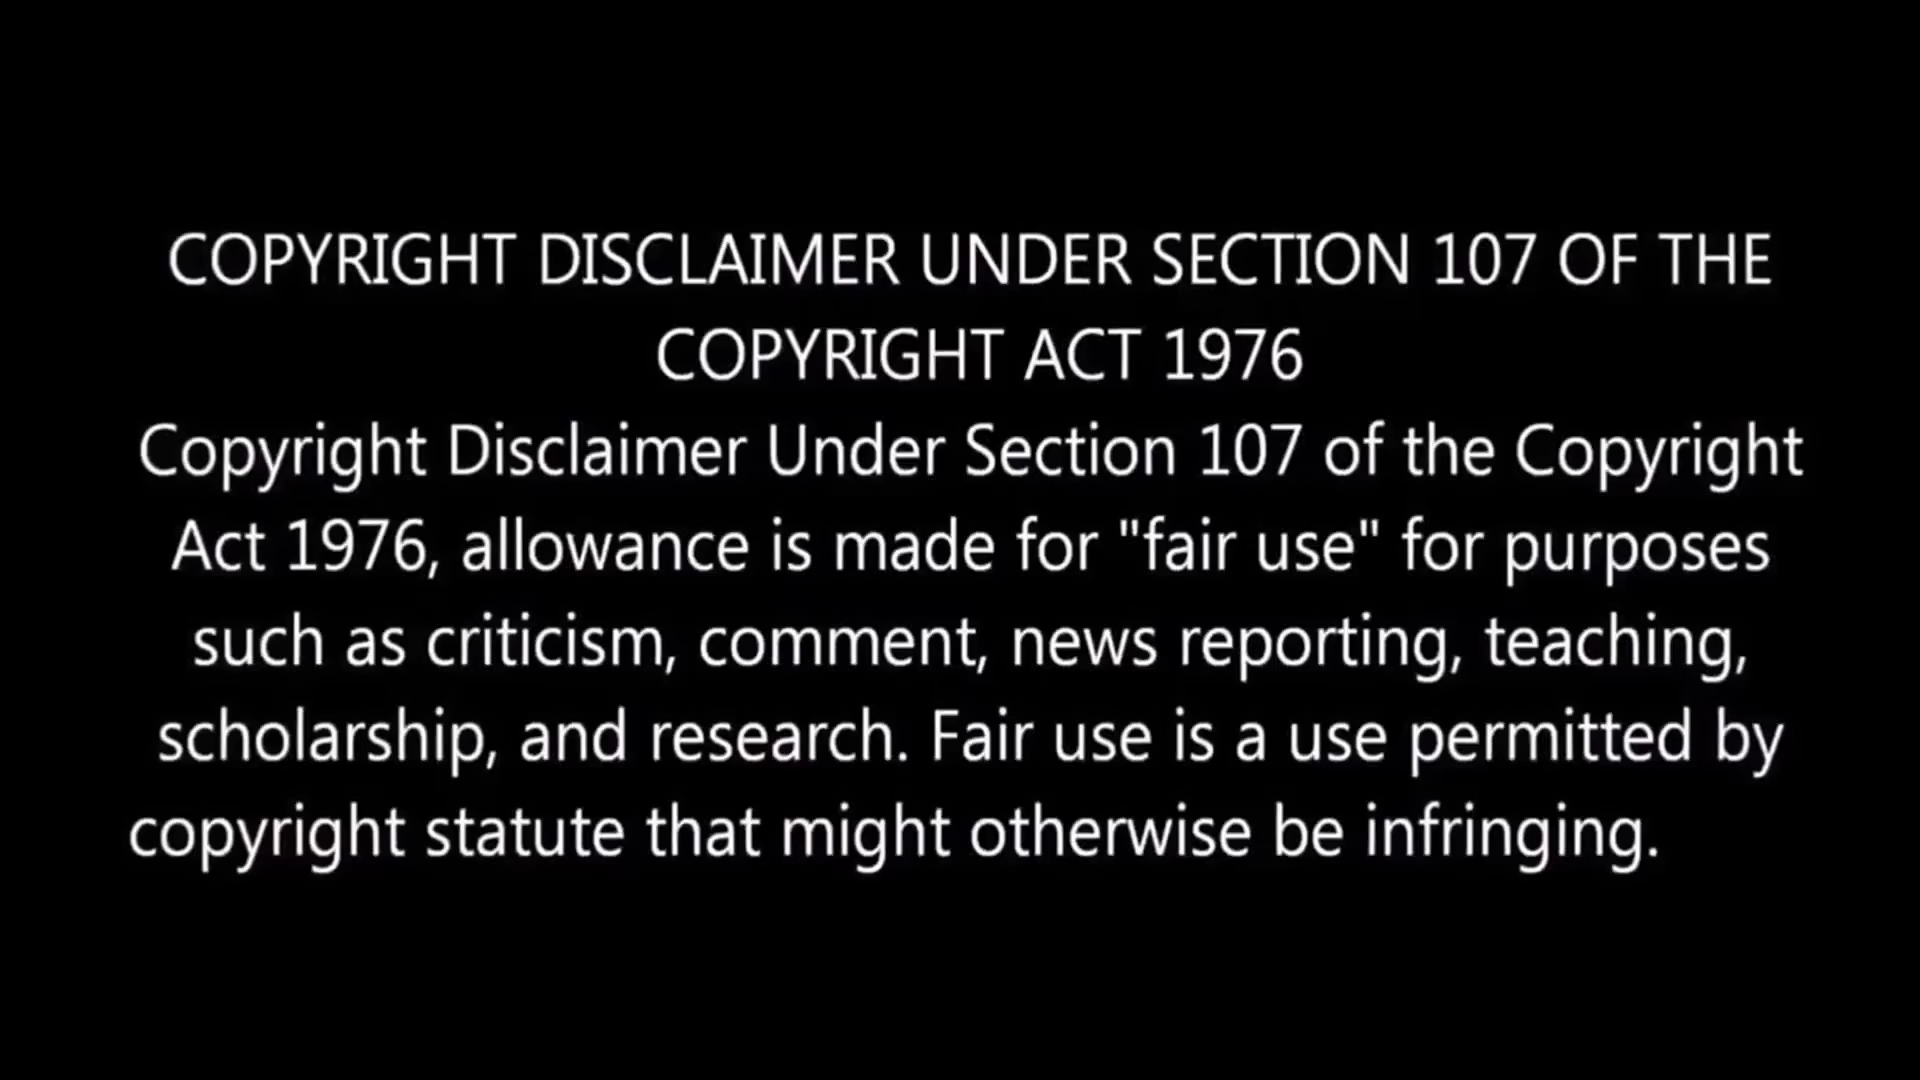 COPYRIGHT DISCLAIMER UNDER SECTION 107 OF THE
COPYRIGHT ACT 1976
Copyright Disclaimer Under Section 107 of the Copyright
Act 1976, allowance is made for "fair use" for purposes
such as criticism, comment, news reporting, teaching,
scholarship, and research. Fair use is a use permitted by
copyright statute that might otherwise be infringing.